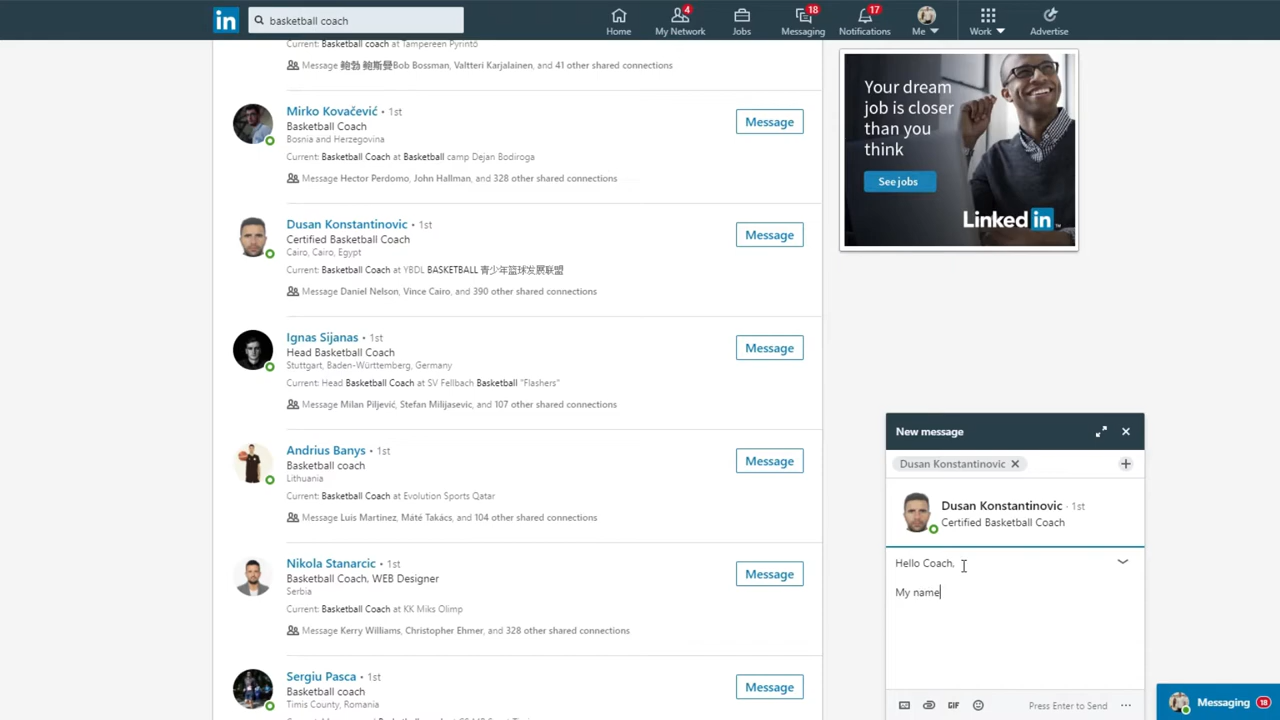 in
basketball coach
4
18
17
Home
My Network
Jobs
Messaging
Notifications
Me
Work
Advertise
Current: Basketball coach at Tampereen Pyrintö
Message 鲍勃 鲍斯曼Bob Bossman, Valtteri Karjalainen, and 41 other shared connections
Mirko Kovačević • 1st
Basketball Coach
Bosnia and Herzegovina
Current: Basketball Coach at Basketball camp Dejan Bodiroga
Message Hector Perdomo, John Hallman, and 328 other shared connections
Message
Dusan Konstantinovic • 1st
Certified Basketball Coach
Cairo, Cairo, Egypt
Current: Basketball Coach at YBDL BASKETBALL 青少年篮球发展联盟
Message Daniel Nelson, Vince Cairo, and 390 other shared connections
Message
Ignas Sijanas • 1st
Head Basketball Coach
Stuttgart, Baden-Württemberg, Germany
Current: Head Basketball Coach at SV Fellbach Basketball "Flashers"
Message Milan Piljević, Stefan Milijasevic, and 107 other shared connections
Message
Andrius Banys • 1st
Basketball coach
Lithuania
Current: Basketball Coach at Evolution Sports Qatar
Message Luis Martinez, Máté Takács, and 104 other shared connections
Message
Nikola Stanarcic • 1st
Basketball Coach, WEB Designer
Serbia
Current: Basketball Coach at KK Miks Olimp
Message Kerry Williams, Christopher Ehmer, and 328 other shared connections
Message
Sergiu Pasca • 1st
Basketball coach
Timis County, Romania
Message
Your dream
job is closer
than you
think
See jobs
Linked in
New message
Dusan Konstantinovic
Dusan Konstantinovic · 1st
Certified Basketball Coach
Hello Coach,
My name
GIF
Press Enter to Send
Messaging 18